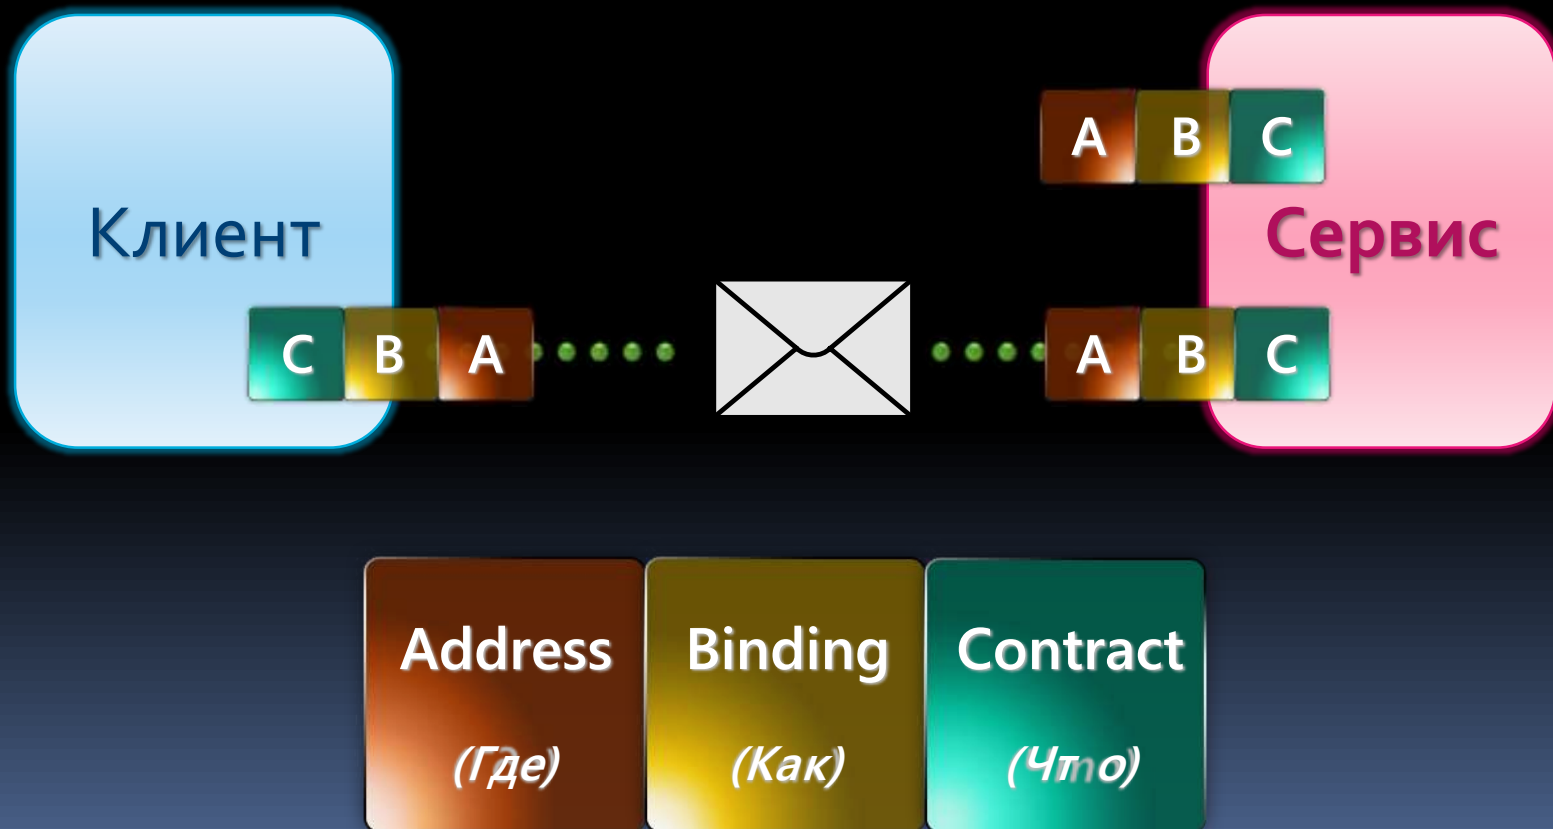 A B C
Клиент
Сервис
C B A
A B C
Address
(Где)
Binding
(Как)
Contract
(Что)